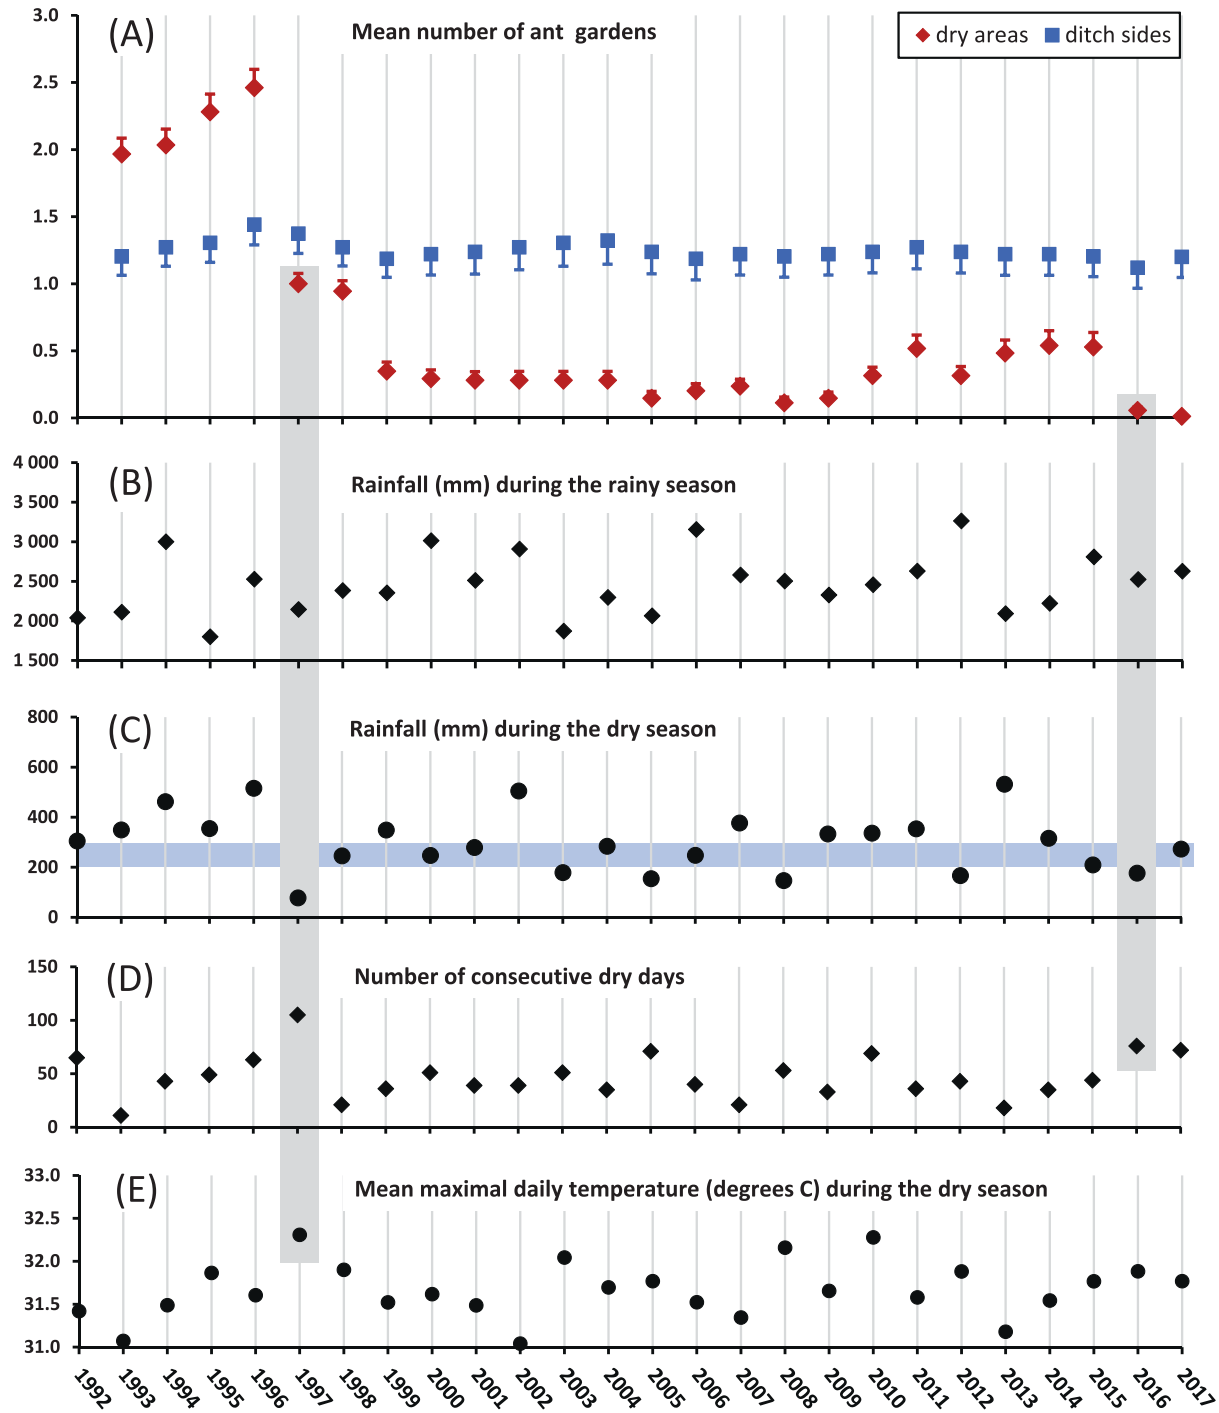 (A)
Mean number of ant gardens
dry areas ditch sides
3.0
2.5
2.0
1.5
1.0
0.5
0.0
(B)
Rainfall (mm) during the rainy season
4 000
3 500
3 000
2 500
2 000
1 500
(C)
Rainfall (mm) during the dry season
800
600
400
200
0
(D)
Number of consecutive dry days
150
100
50
0
(E)
Mean maximal daily temperature (degrees C) during the dry season
33.0
32.5
32.0
31.5
31.0
1992 1993 1994 1995 1996 1997 1998 1999 2000 2001 2002 2003 2004 2005 2006 2007 2008 2009 2010 2011 2012 2013 2014 2015 2016 2017